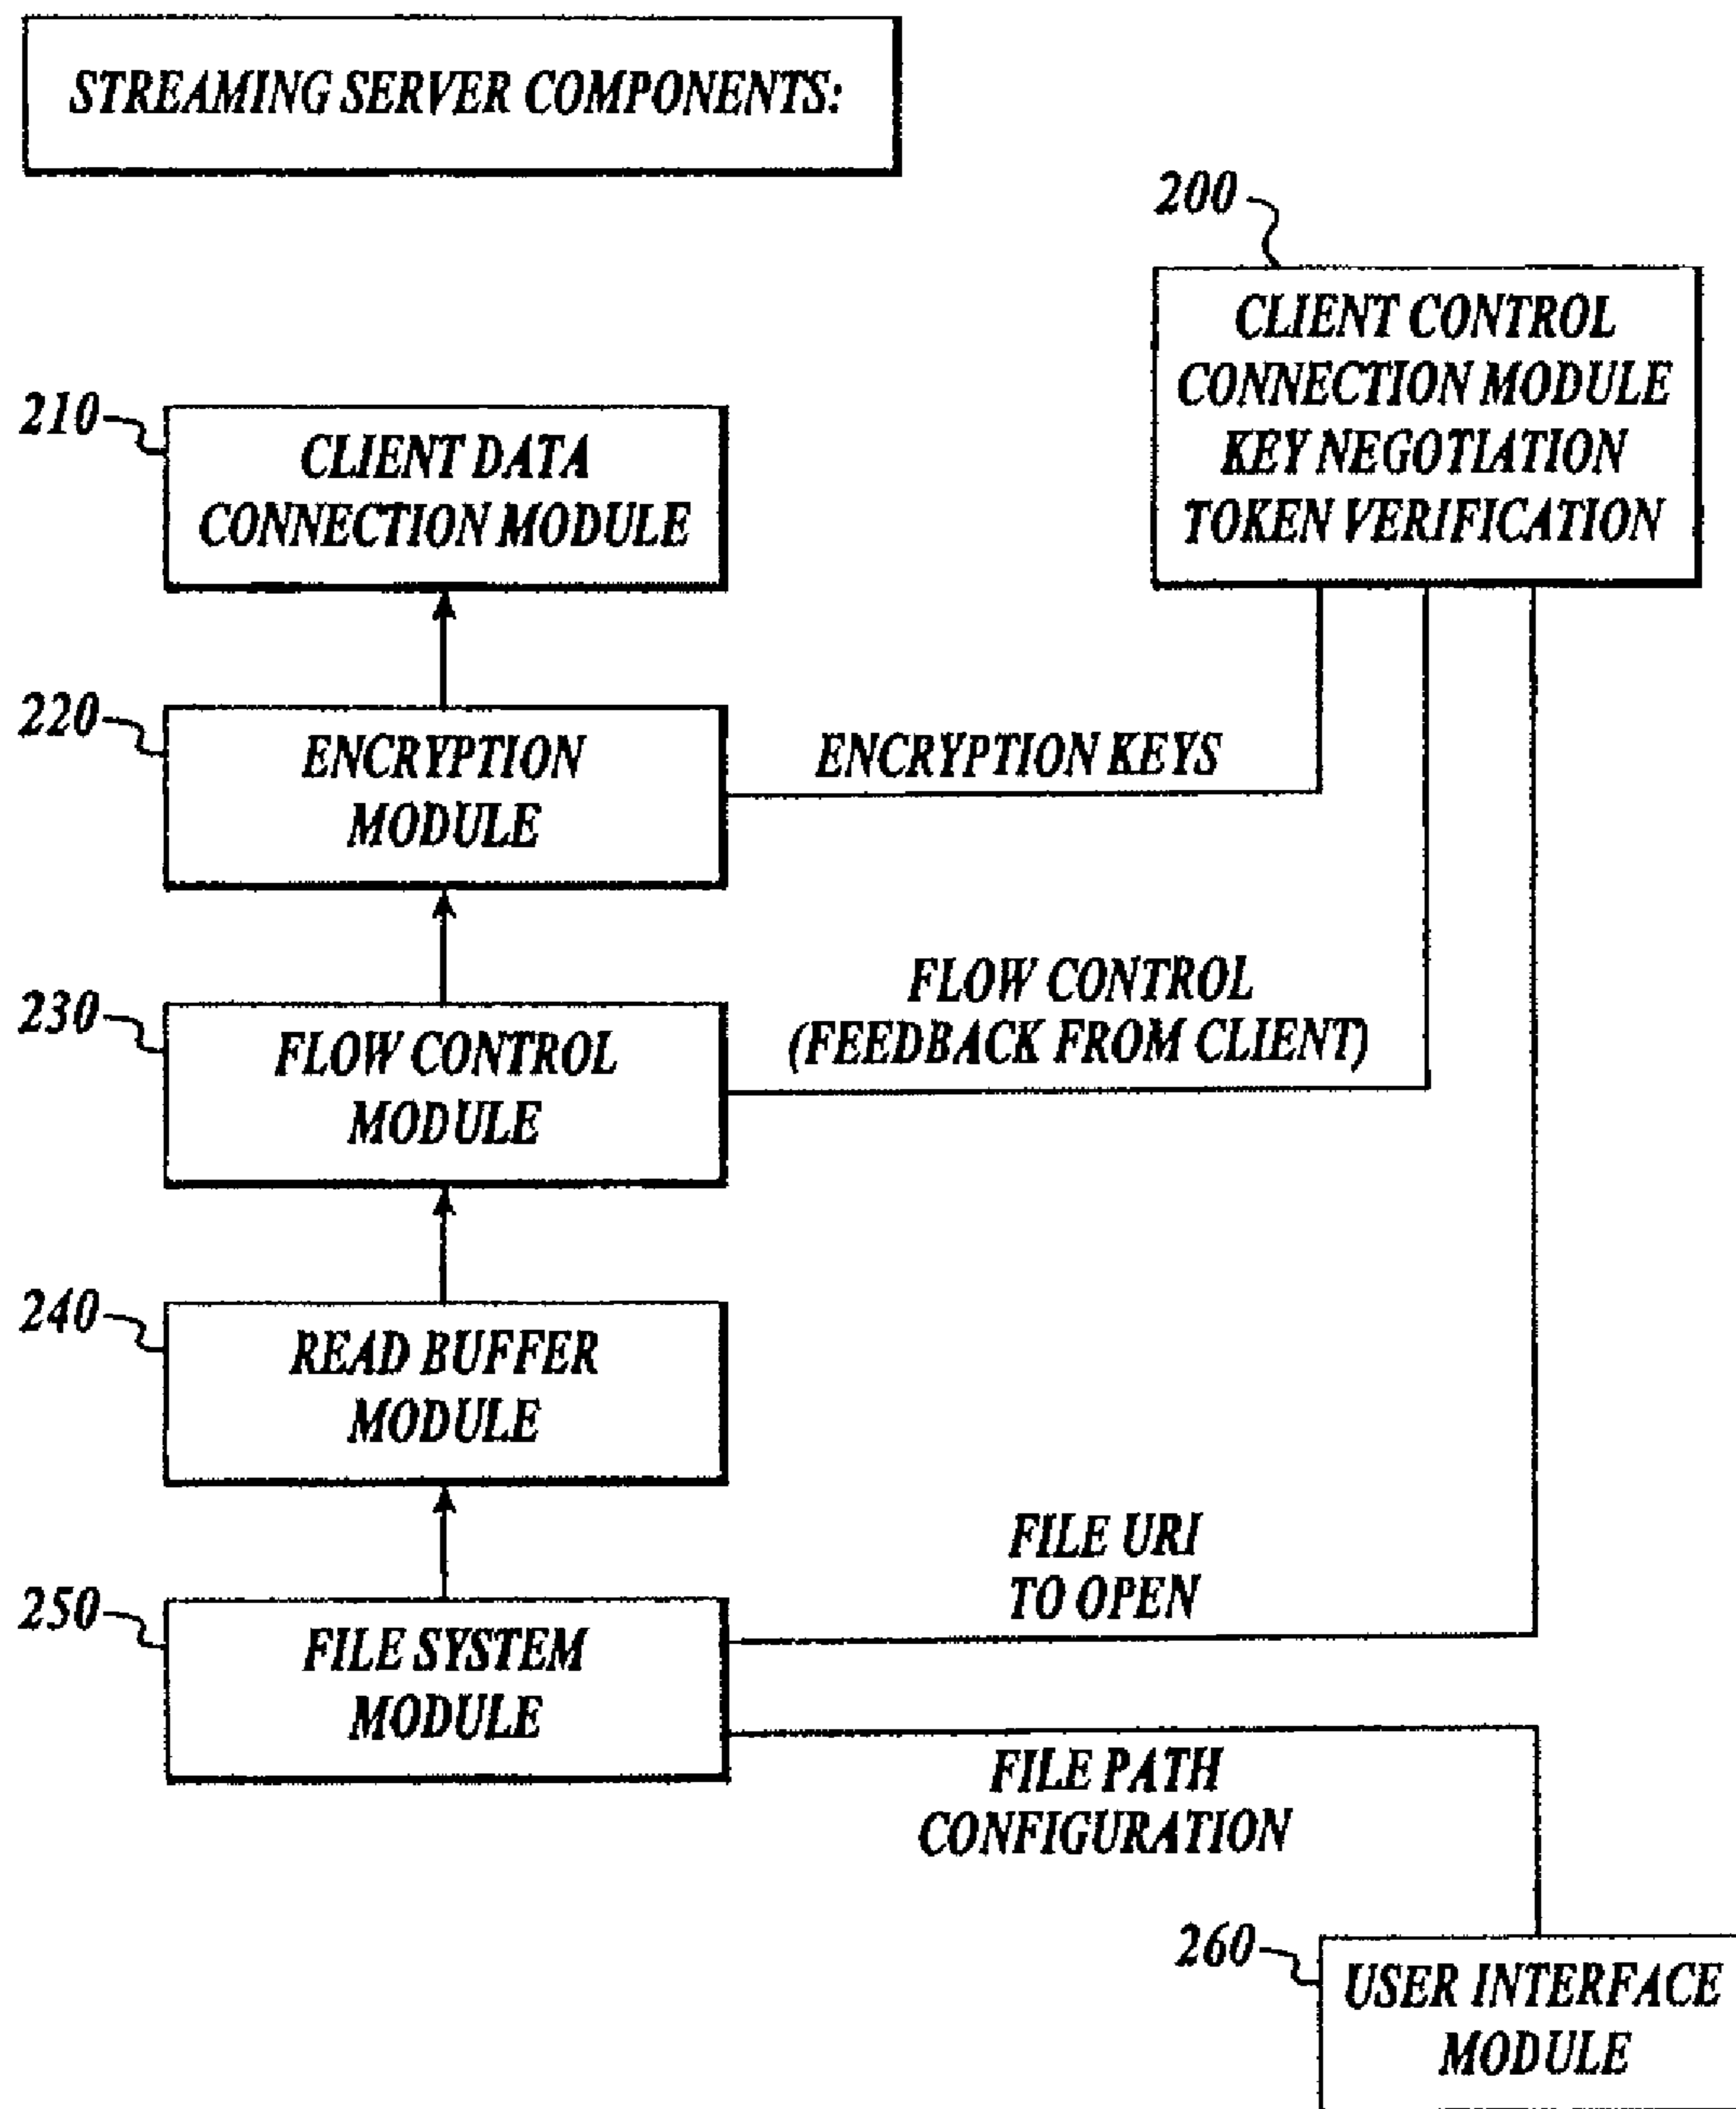 STREAMING SERVER COMPONENTS:
200
CLIENT CONTROL
CONNECTION MODULE
KEY NEGOTIATION
TOKEN VERIFICATION
210
CLIENT DATA
CONNECTION MODULE
220
ENCRYPTION
MODULE
ENCRYPTION KEYS
230
FLOW CONTROL
MODULE
FLOW CONTROL
(FEEDBACK FROM CLIENT)
240
READ BUFFER
MODULE
250
FILE SYSTEM
MODULE
FILE URI
TO OPEN
FILE PATH
CONFIGURATION
260
USER INTERFACE
MODULE